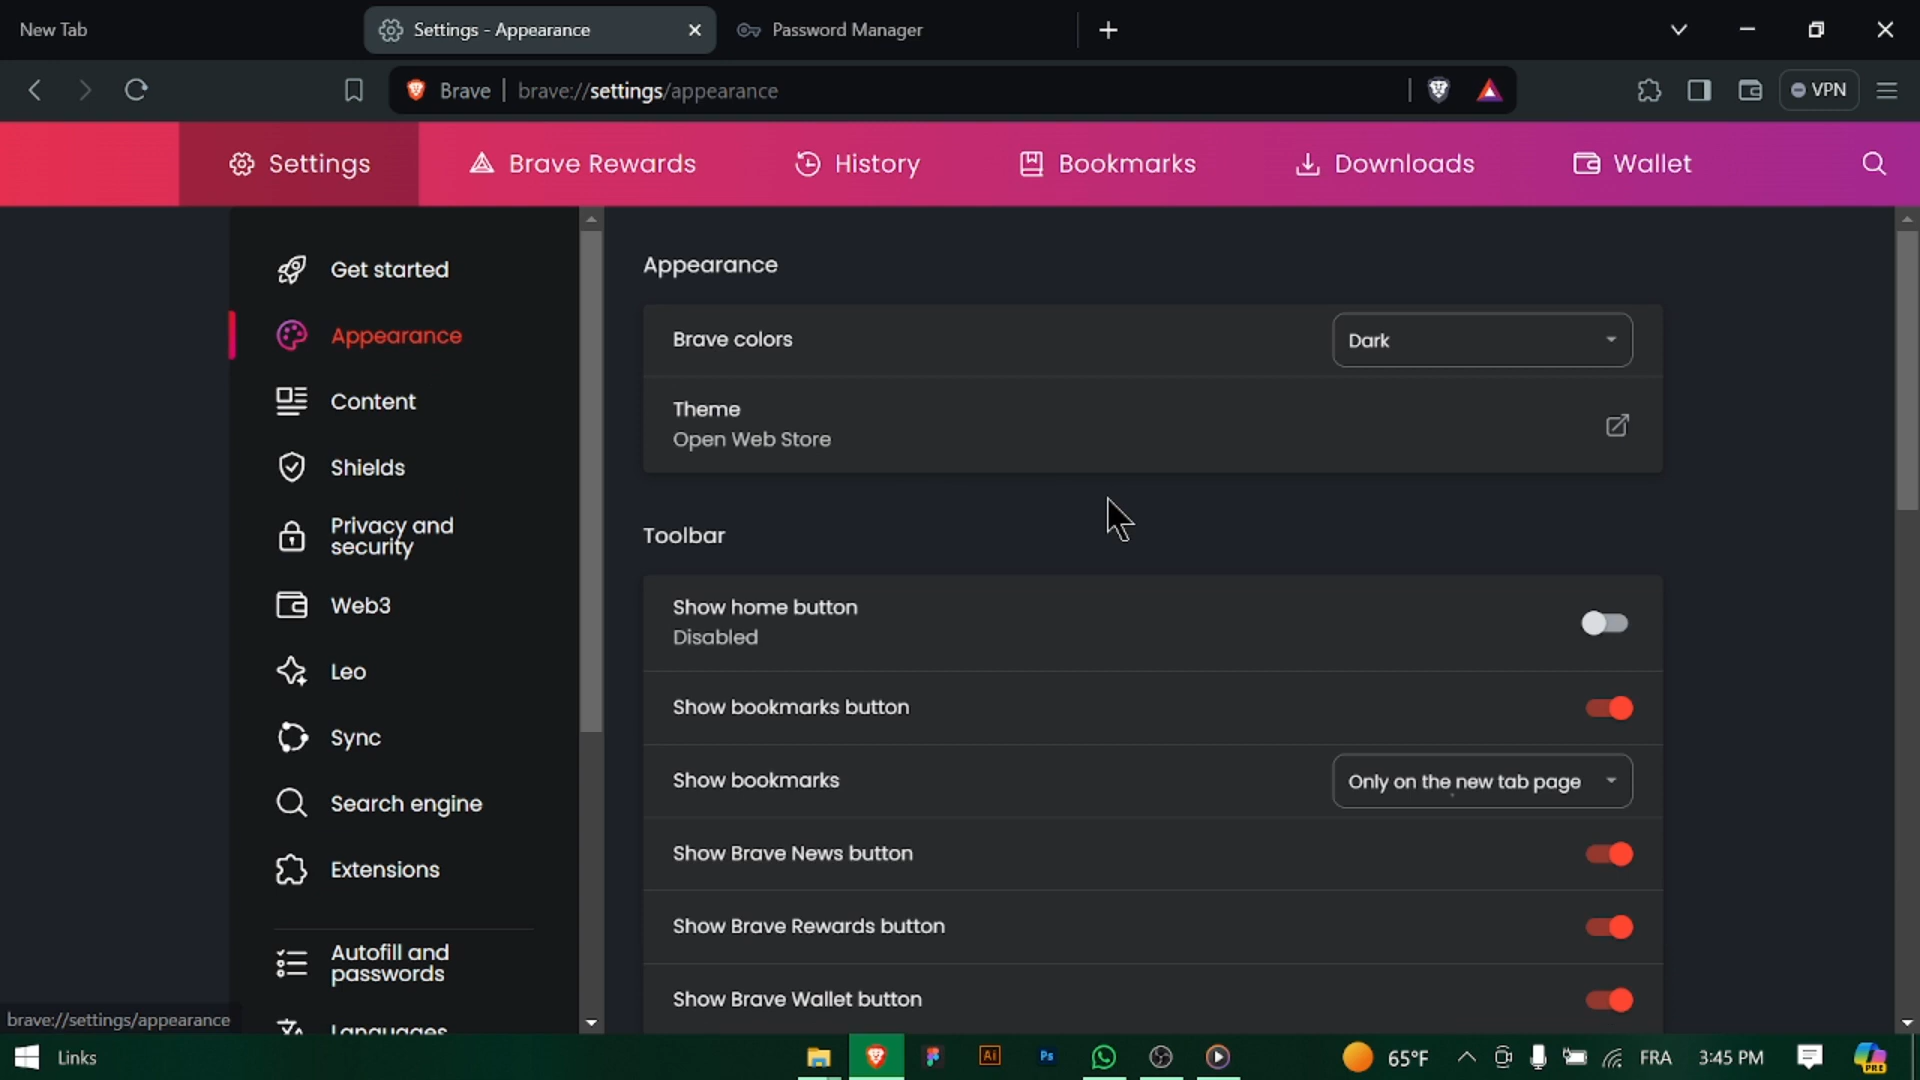 New Tab
Settings - Appearance
Password Manager
Brave
brave://settings/appearance
VPN
Settings
Brave Rewards
History
Bookmarks
Downloads
Wallet
Get started
Appearance
Content
Shields
Privacy and
security
Web3
Leo
Sync
Search engine
Extensions
Autofill and
passwords
Languages
Appearance
Brave colors
Dark
Theme
Open Web Store
Toolbar
Show home button
Disabled
Show bookmarks button
Show bookmarks
Only on the new tab page
Show Brave News button
Show Brave Rewards button
Show Brave Wallet button
brave://settings/appearance
Links
Ai
Ps
65°F
FRA
3:45 PM
PRE